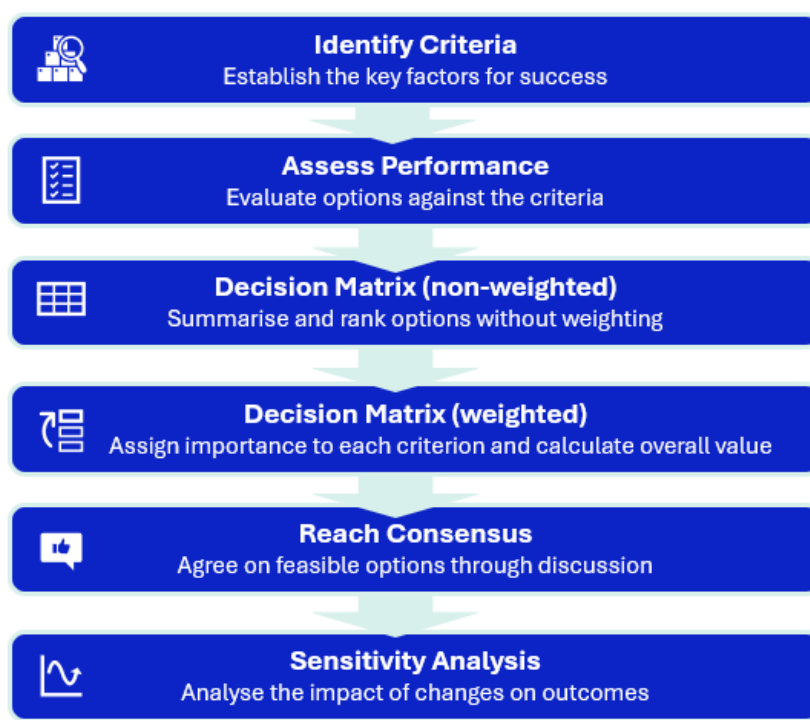 Identify Criteria
Establish the key factors for success
Assess Performance
Evaluate options against the criteria
Decision Matrix (non-weighted)
Summarise and rank options without weighting
Decision Matrix (weighted)
Assign importance to each criterion and calculate overall value
Reach Consensus
Agree on feasible options through discussion
Sensitivity Analysis
Analyse the impact of changes on outcomes